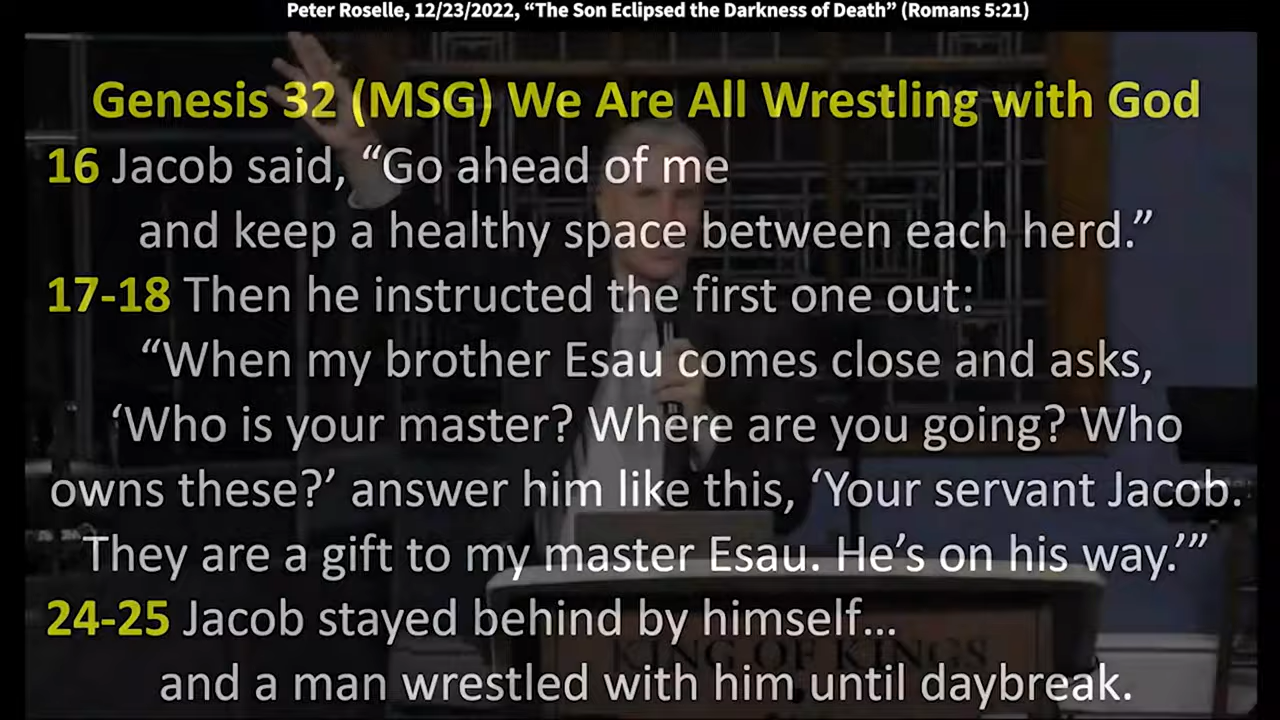 Peter Roselle, 12/23/2022, “The Son Eclipsed the Darkness of Death” (Romans 5:21)
Genesis 32 (MSG) We Are All Wrestling with God
16 Jacob said, “Go ahead of me
and keep a healthy space between each herd.”
17-18 Then he instructed the first one out:
“When my brother Esau comes close and asks,
‘Who is your master? Where are you going? Who
owns these?’ answer him like this, ‘Your servant Jacob.
They are a gift to my master Esau. He’s on his way.’”
24-25 Jacob stayed behind by himself…
KING OF KINGS
and a man wrestled with him until daybreak.